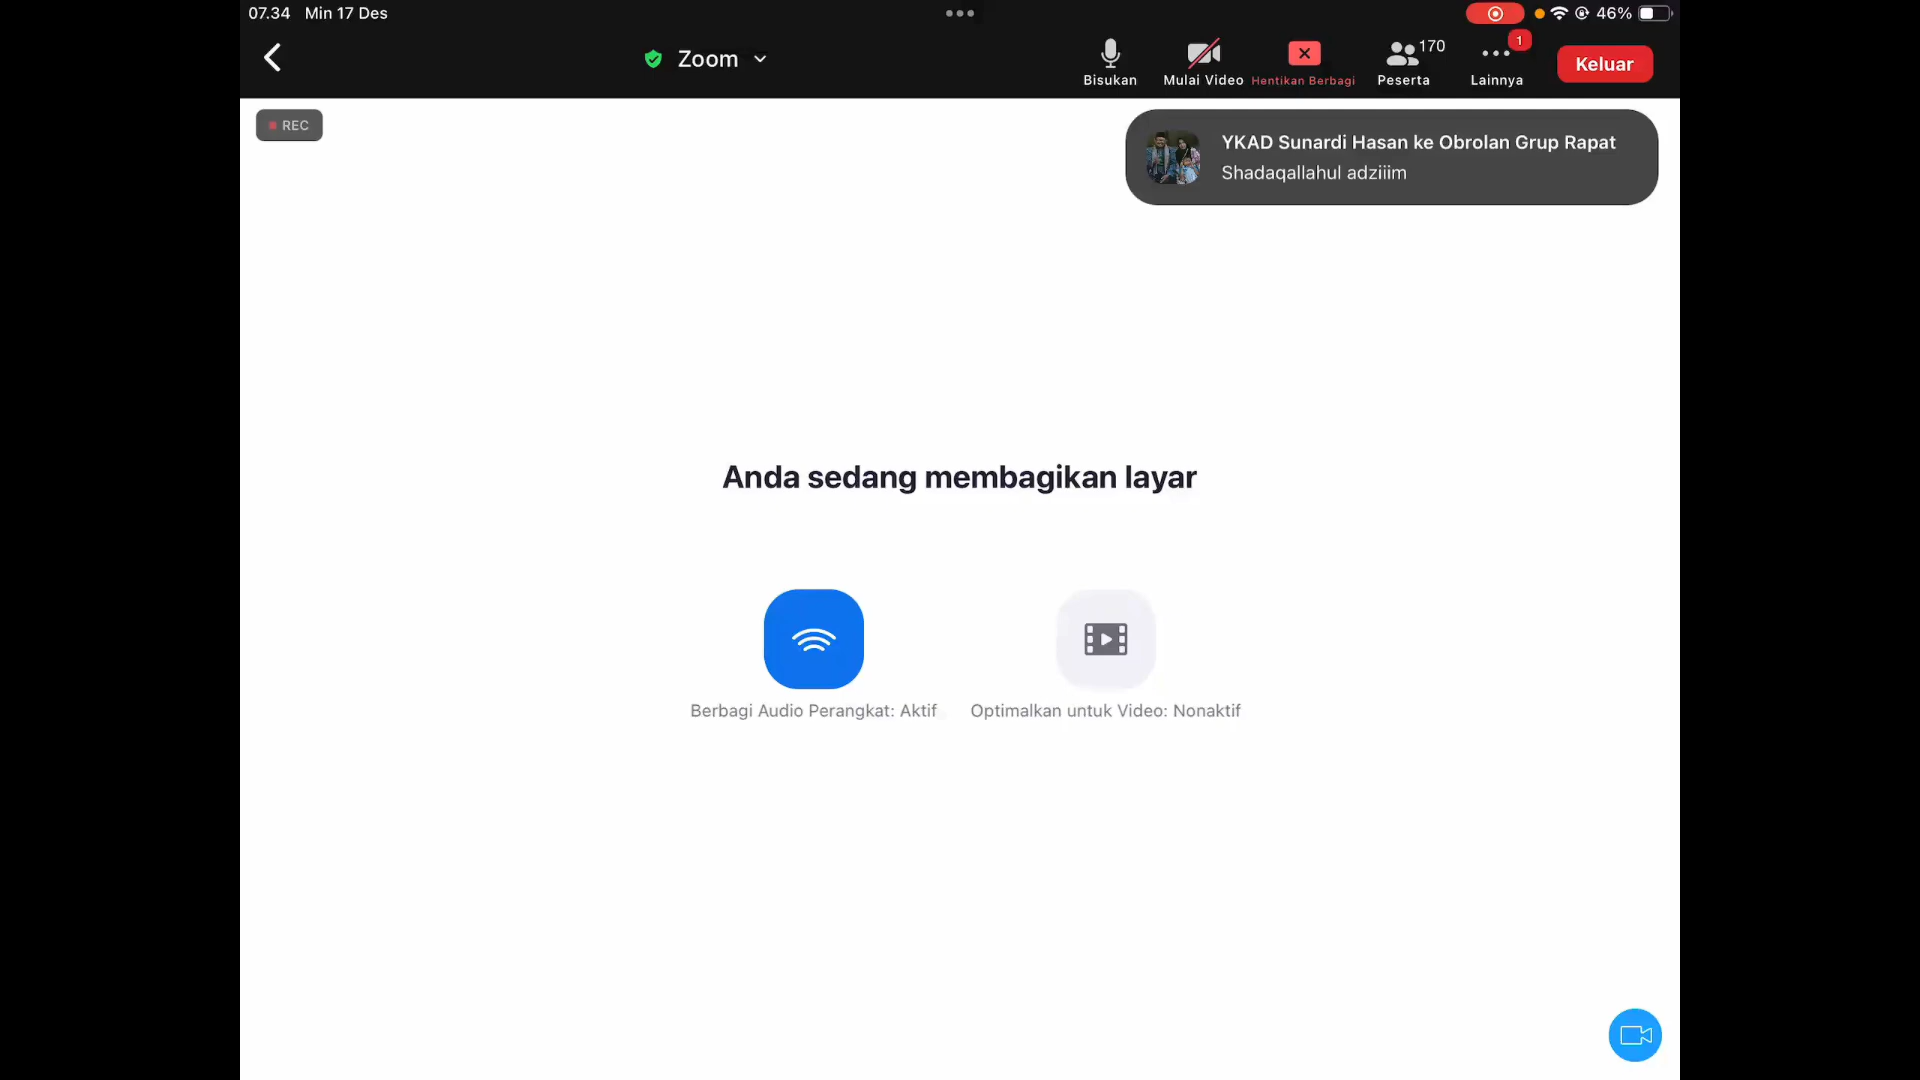 07.34 Min 17 Des
46%
Zoom
Bisukan
Mulai Video
Hentikan Berbagi
170
Peserta
1
Lainnya
Keluar
REC
YKAD Sunardi Hasan ke Obrolan Grup Rapat
Shadaqallahul adziiim
Anda sedang membagikan layar
Berbagi Audio Perangkat: Aktif
Optimalkan untuk Video: Nonaktif